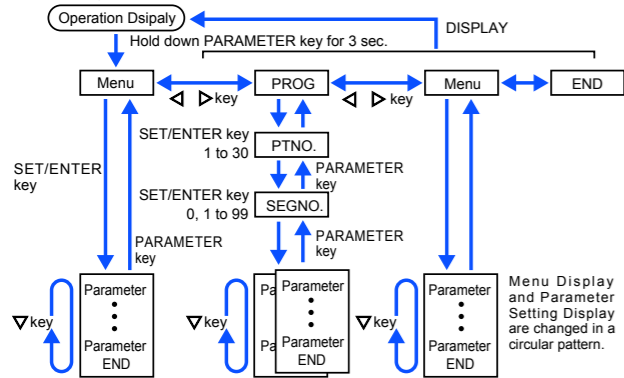 Operation Dsipaly
DISPLAY
Hold down PARAMETER key for 3 sec.
Menu
PROG
Menu
END
key
key
SET/ENTER key
1 to 30
PTNO.
SET/ENTER
key
PARAMETER
key
SET/ENTER key
0, 1 to 99
SEGNO.
PARAMETER
key
PARAMETER
key
Parameter
Parameter
END
key
Pa
Parameter
Parameter
END
key
Parameter
Parameter
END
key
Menu Display
and Parameter
Setting Display
are changed in a
circular pattern.